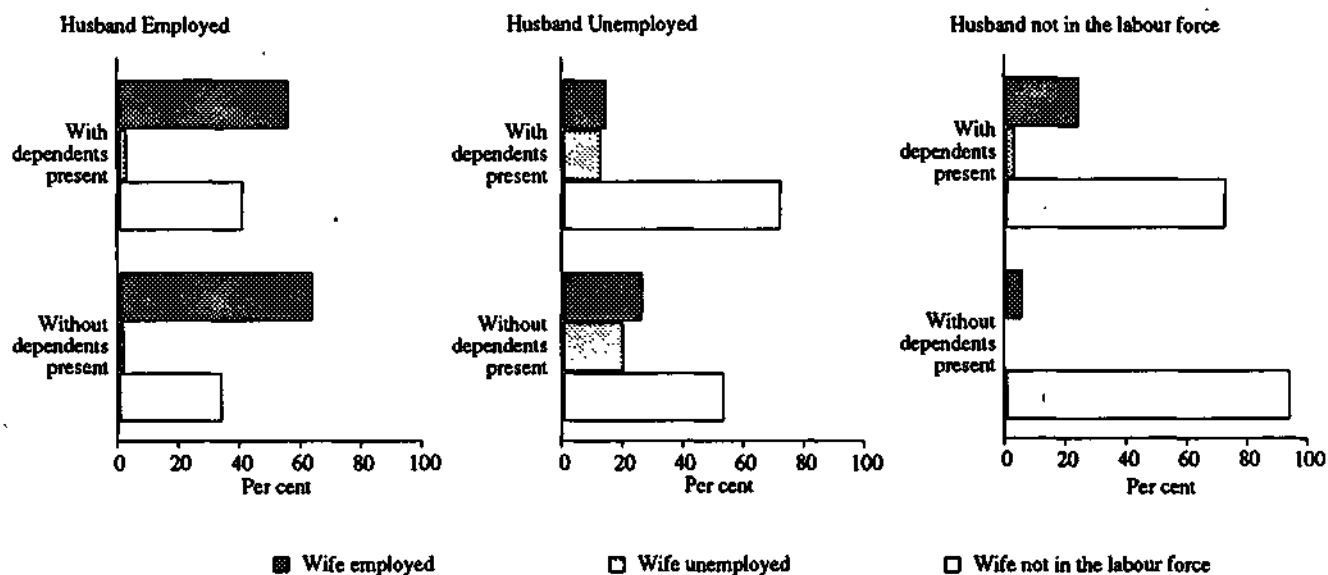 Husband Employed
With
dependents
present
Without
dependents
present
0 20 40 60 80 100
Per cent
Husband Unemployed
With
dependents
present
Without
dependents
present
0 20 40 60 80 100
Per cent
Husband not in the labour force
With
dependents
present
Without
dependents
present
0 20 40 60 80 100
Per cent
Wife employed
Wife unemployed
Wife not in the labour force